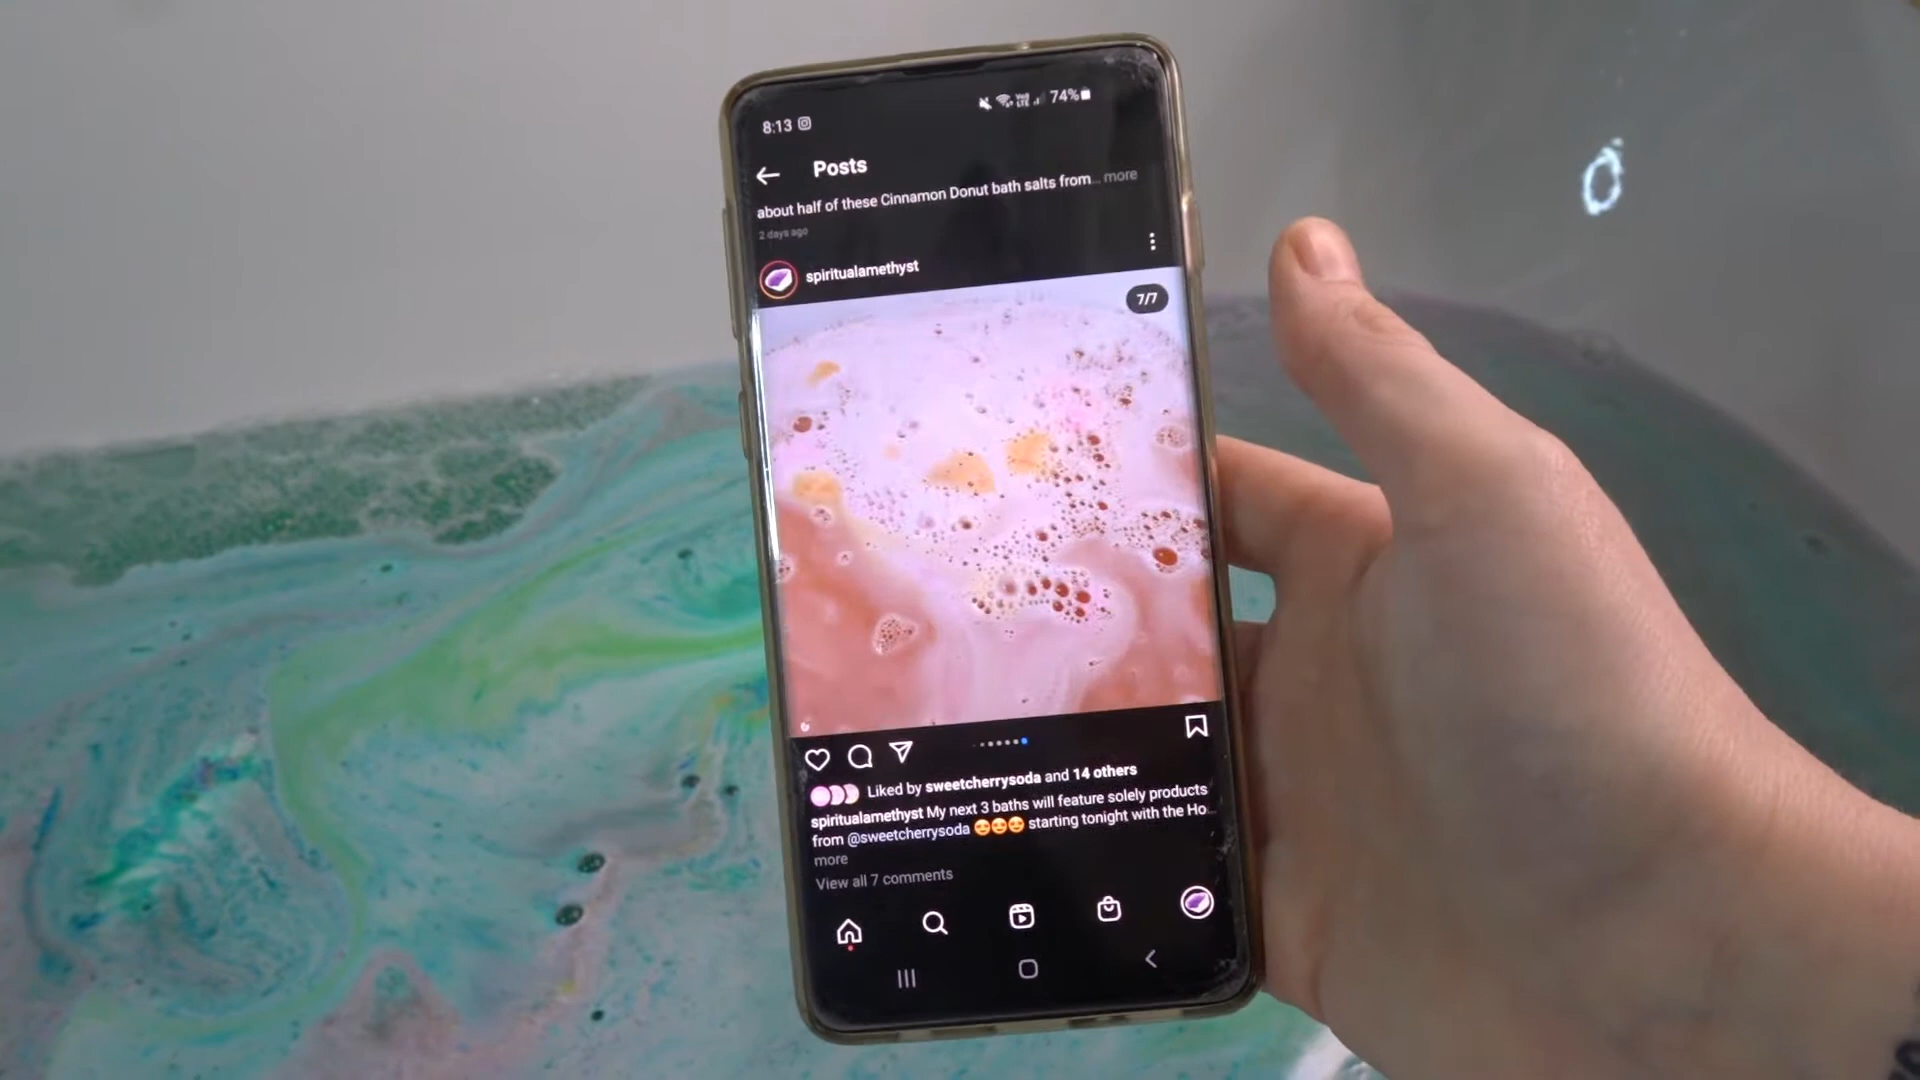 8:13
74%
Posts
about half of these Cinnamon Donut bath salts from... more
2 days ago
spiritualamethyst
7/7
Liked by sweetcherrysoda and 14 others
spiritualamethyst My next 3 baths will feature solely products
from @sweetcherrysoda 😍😍😍 starting tonight with the Ho...
more
View all 7 comments